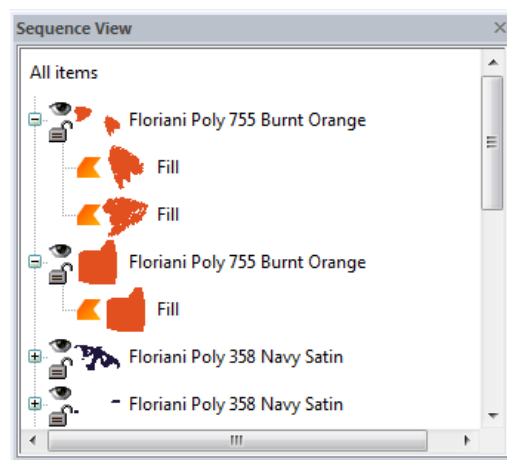 Sequence View
All items
Floriani Poly 755 Burnt Orange
Fill
Fill
Floriani Poly 755 Burnt Orange
Fill
Floriani Poly 358 Navy Satin
Floriani Poly 358 Navy Satin